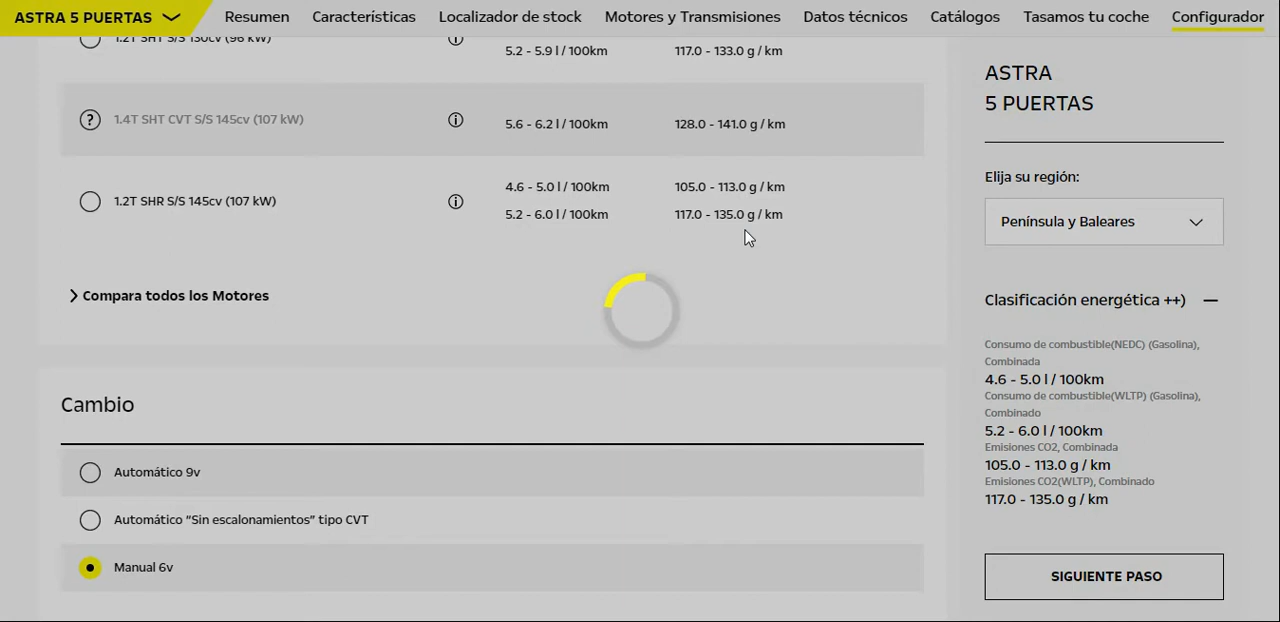 ASTRA 5 PUERTAS
Resumen
Características
Localizador de stock
Motores y Transmisiones
Datos técnicos
Catálogos
Tasamos tu coche
Configurador
1.2T SHT S/S 130cv (96 kW)
5.2 - 5.9 l / 100km
117.0 - 133.0 g / km
? 1.4T SHT CVT S/S 145cv (107 kW)
5.6 - 6.2 l / 100km
128.0 - 141.0 g / km
1.2T SHR S/S 145cv (107 kW)
4.6 - 5.0 l / 100km
105.0 - 113.0 g / km
5.2 - 6.0 l / 100km
117.0 - 135.0 g / km
Compara todos los Motores
Cambio
Automático 9v
Automático "Sin escalonamientos" tipo CVT
Manual 6v
ASTRA
5 PUERTAS
Elija su región:
Península y Baleares
Clasificación energética ++)
Consumo de combustible(NEDC) (Gasolina),
Combinada
4.6 - 5.0 l / 100km
Consumo de combustible(WLTP) (Gasolina),
Combinado
5.2 - 6.0 l / 100km
Emisiones CO2, Combinada
105.0 - 113.0 g / km
Emisiones CO2(WLTP), Combinado
117.0 - 135.0 g / km
SIGUIENTE PASO